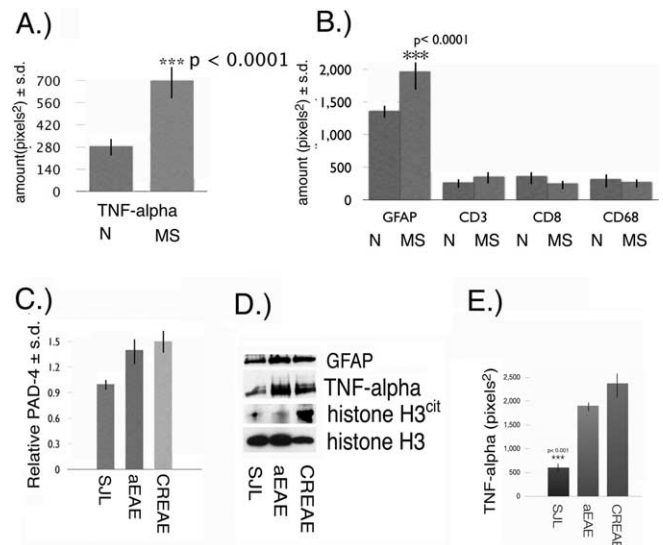 A.)
*** p < 0.0001
amount(pixels²) ± s.d.
700
560
420
280
140
0
TNF-alpha
N MS
B.)
p< 0.0001
***
amount (pixels²) ± s.d.
2,000
1,500
1,000
500
0
GFAP CD3 CD8 CD68
N MS N MS N MS N MS
C.)
Relative PAD-4 ± s.d.
1.5
1.2
0.9
0.6
0.3
0
SJL
aEAE
CREAE
D.)
GFAP
TNF-alpha
histone H3cit
histone H3
SJL
aEAE
CREAE
E.)
TNF-alpha (pixels²)
2,500
2,000
1,500
1,000
500
0
p< 0.001
***
SJL
aEAE
CREAE